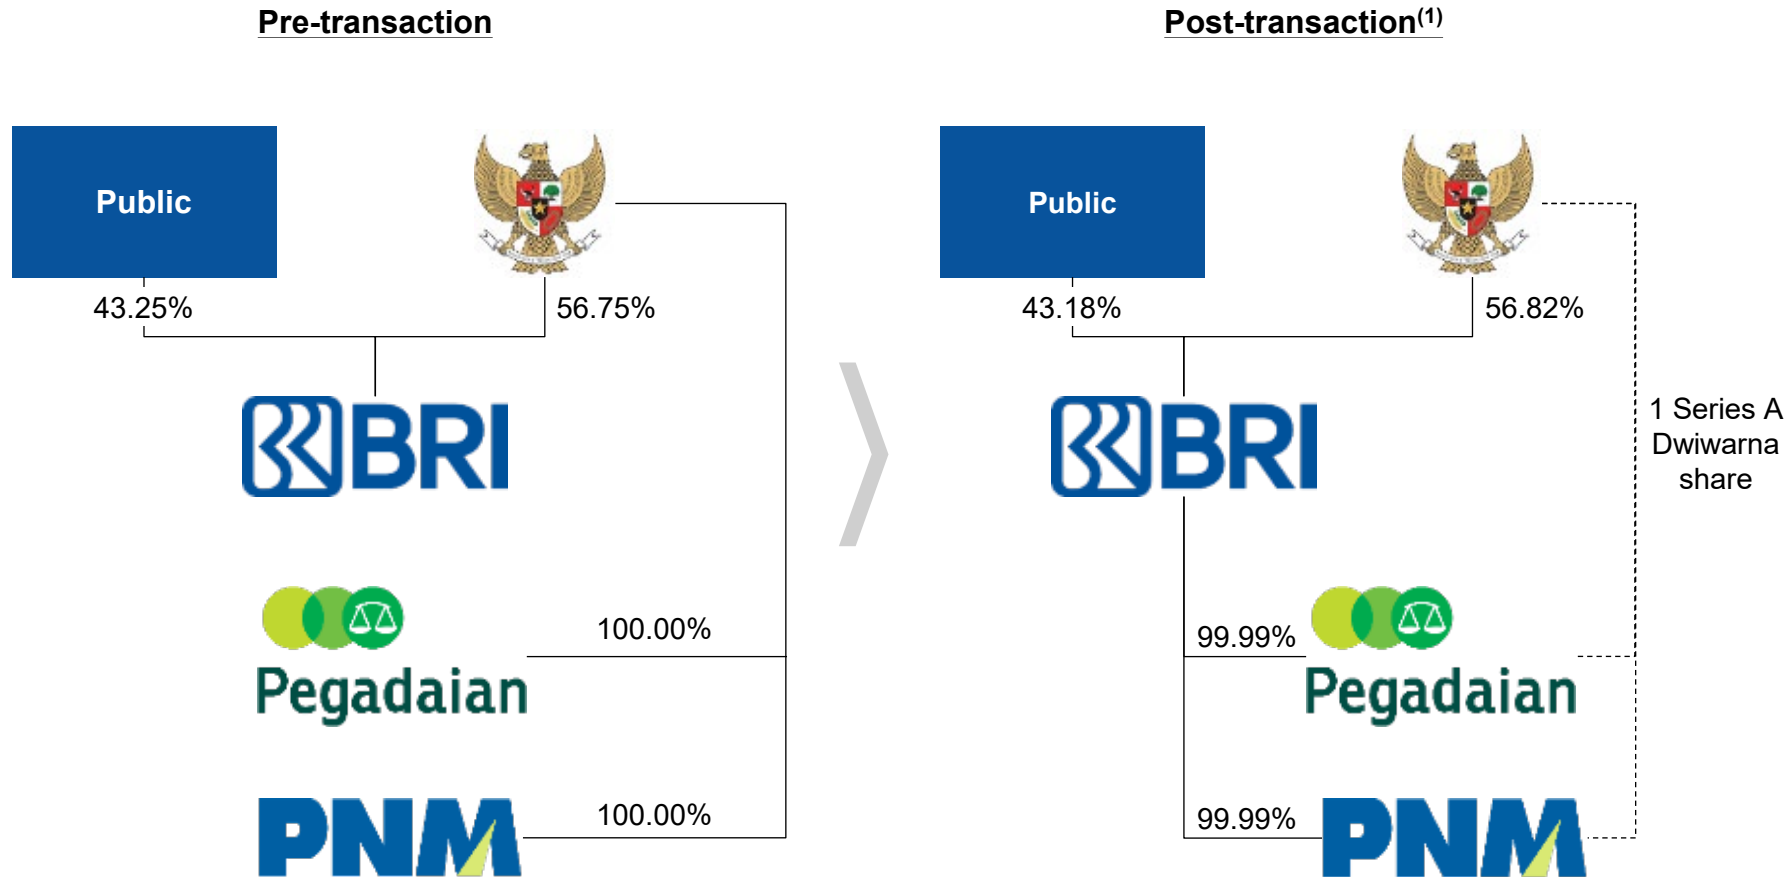 Pre-transaction
Post-transaction(1)
Public
43.25%
56.75%
BRI
Pegadaian
100.00%
PNM
100.00%
Public
43.18%
56.82%
BRI
1 Series A
Dwiwarna
share
99.99%
Pegadaian
99.99%
PNM